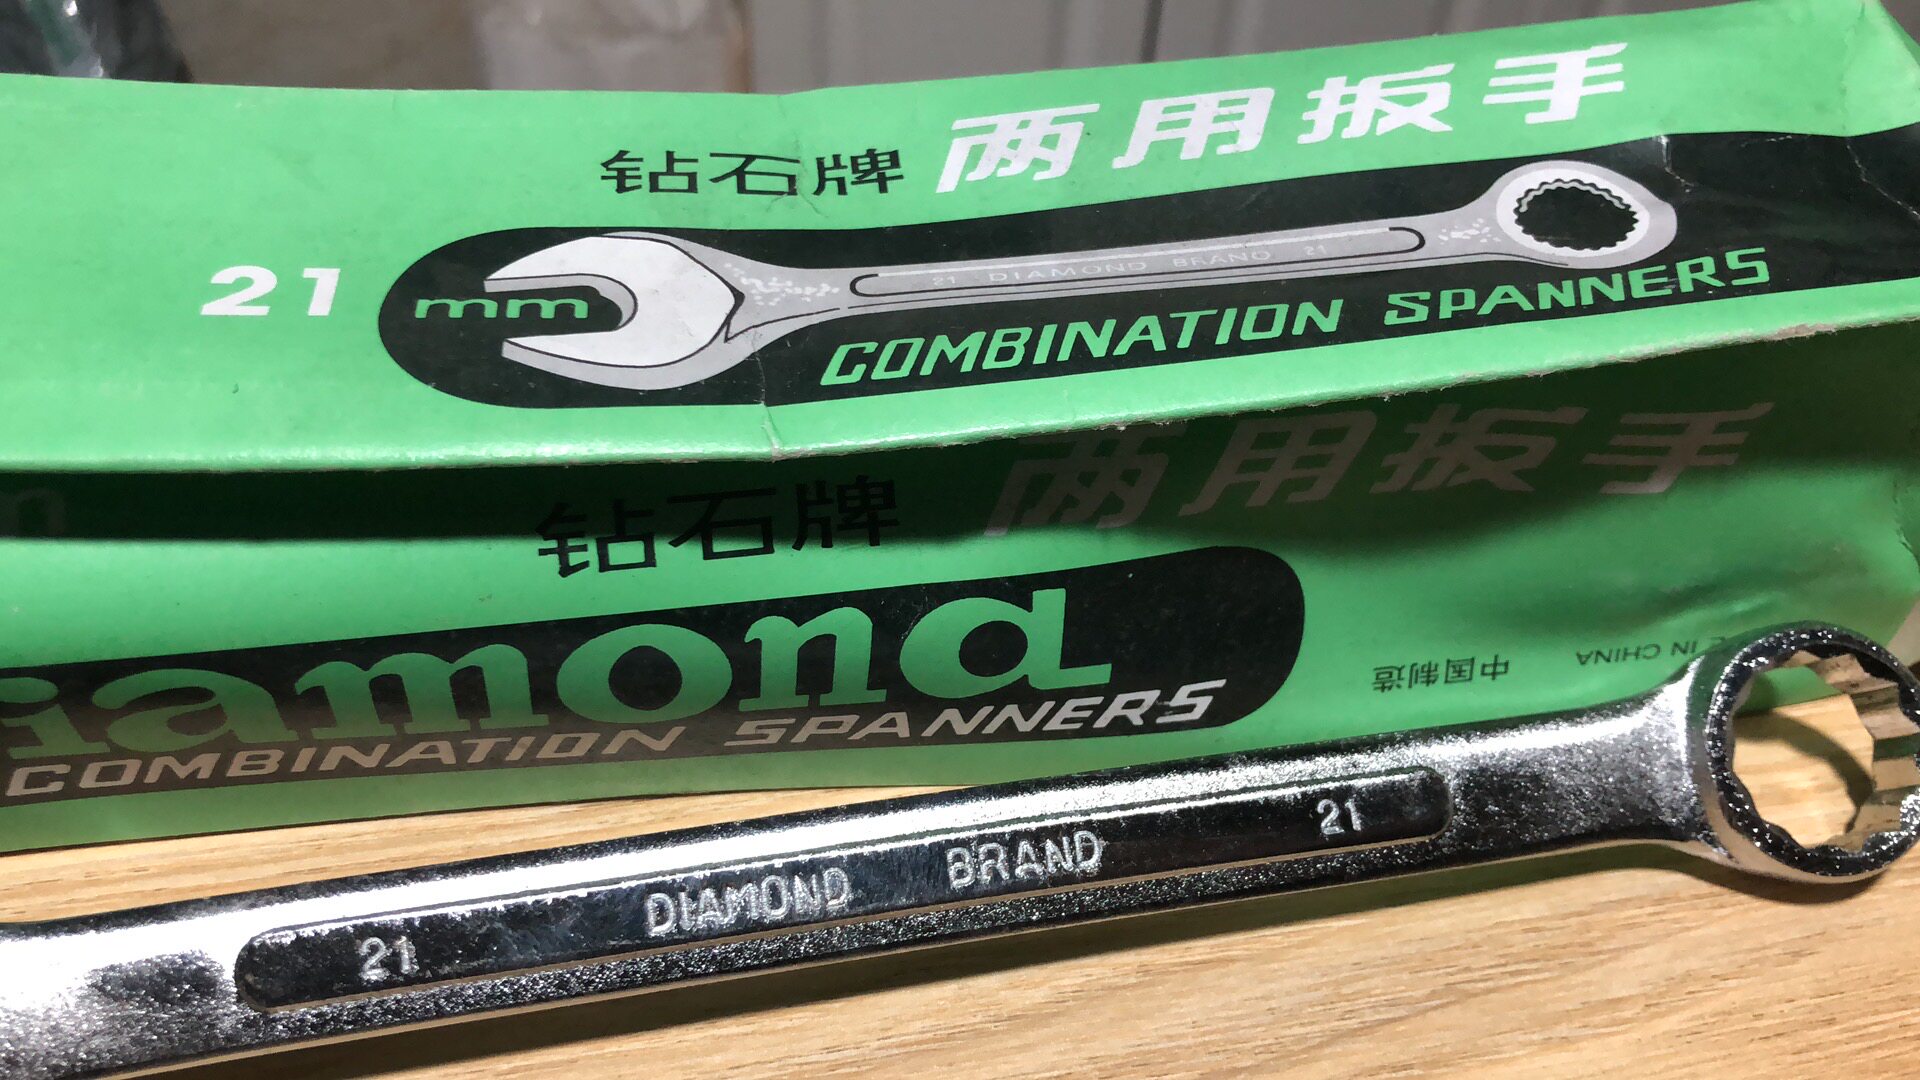 钻石牌 两用扳手
21 mm
21 DIAMOND BRAND 21
COMBINATION SPANNERS
钻石牌 两用扳手
iamond
COMBINATION SPANNERS
中国制造
IN CHINA
21 DIAMOND BRAND 21